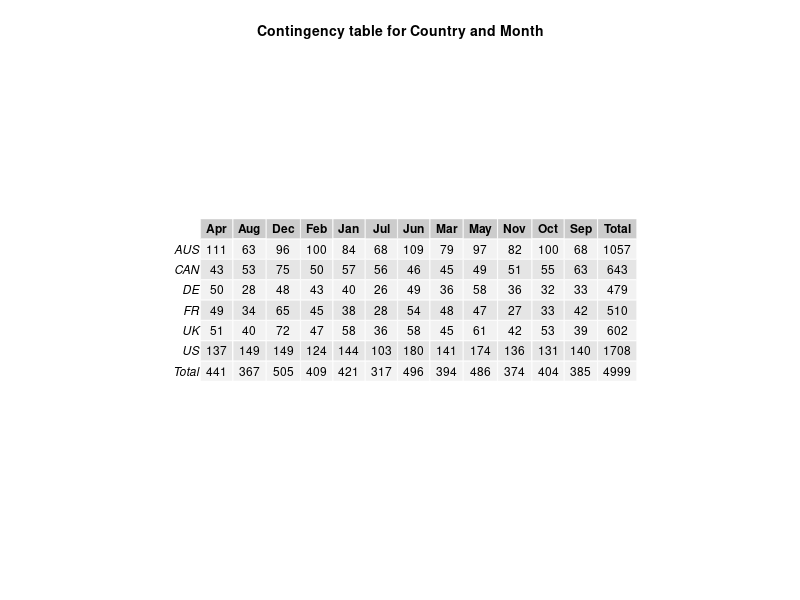 Contingency table for Country and Month
Apr Aug Dec Feb Jan Jul Jun Mar May Nov Oct Sep Total
AUS 111 63 96 100 84 68 109 79 97 82 100 68 1057
CAN 43 53 75 50 57 56 46 45 49 51 55 63 643
DE 50 28 48 43 40 26 49 36 58 36 32 33 479
FR 49 34 65 45 38 28 54 48 47 27 33 42 510
UK 51 40 72 47 58 36 58 45 61 42 53 39 602
US 137 149 149 124 144 103 180 141 174 136 131 140 1708
Total 441 367 505 409 421 317 496 394 486 374 404 385 4999